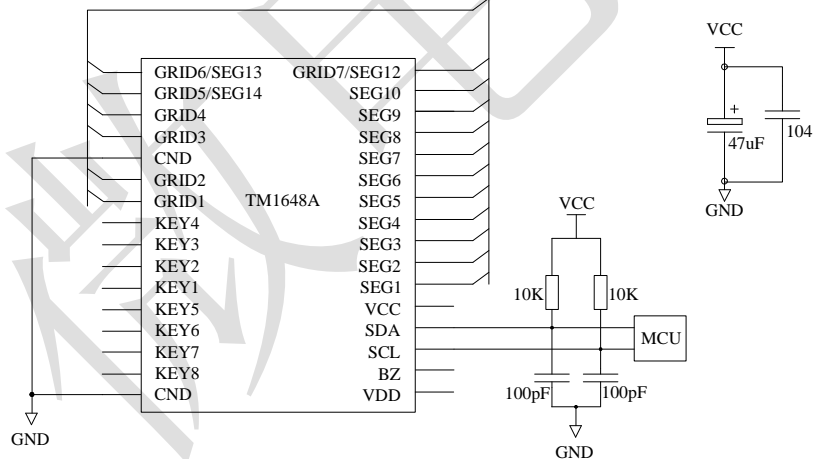 VCC
+
47uF
104
GND
GRID6/SEG13
GRID5/SEG14
GRID4
GRID3
CND
GRID2
GRID1
KEY4
KEY3
KEY2
KEY1
KEY5
KEY6
KEY7
KEY8
CND
TM1648A
GRID7/SEG12
SEG10
SEG9
SEG8
SEG7
SEG6
SEG5
SEG4
SEG3
SEG2
SEG1
VCC
SDA
SCL
BZ
VDD
GND
VCC
10K
10K
MCU
100pF
100pF
GND